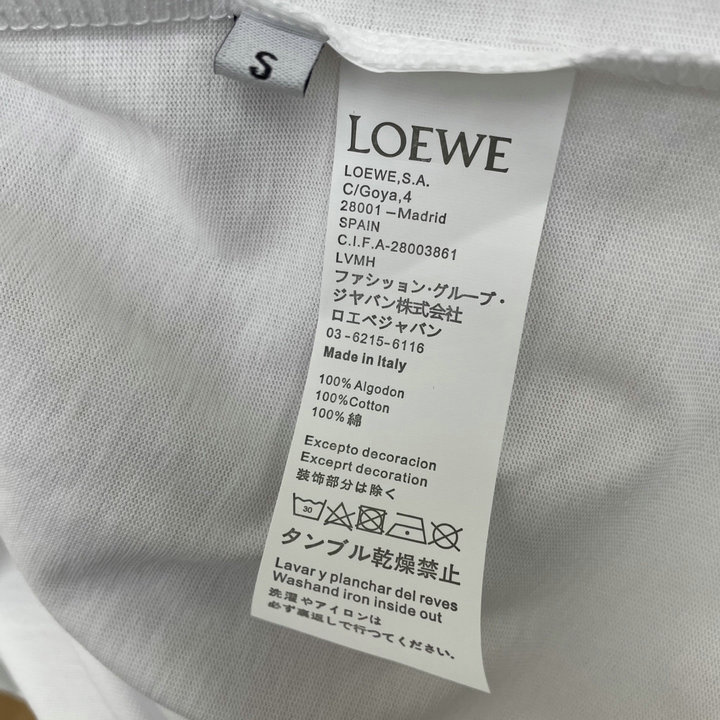 S
LOEWE
LOEWE,S.A.
C/Goya,4
28001 –Madrid
SPAIN
C.I.F.A-28003861
LVMH
ファッション·グループ・
ジャパン株式会社
ロエベジャパン
03 -6215-6116
Made in Italy
100% Algodon
100%Cotton
100% 綿
Excepto decoracion
Exceprt decoration
装飾部分は除く
30
タンブル乾燥禁止
Lavar y planchar del reves
Washand iron inside out
洗濯やアイロンは
必ず裏返しで行つてください.